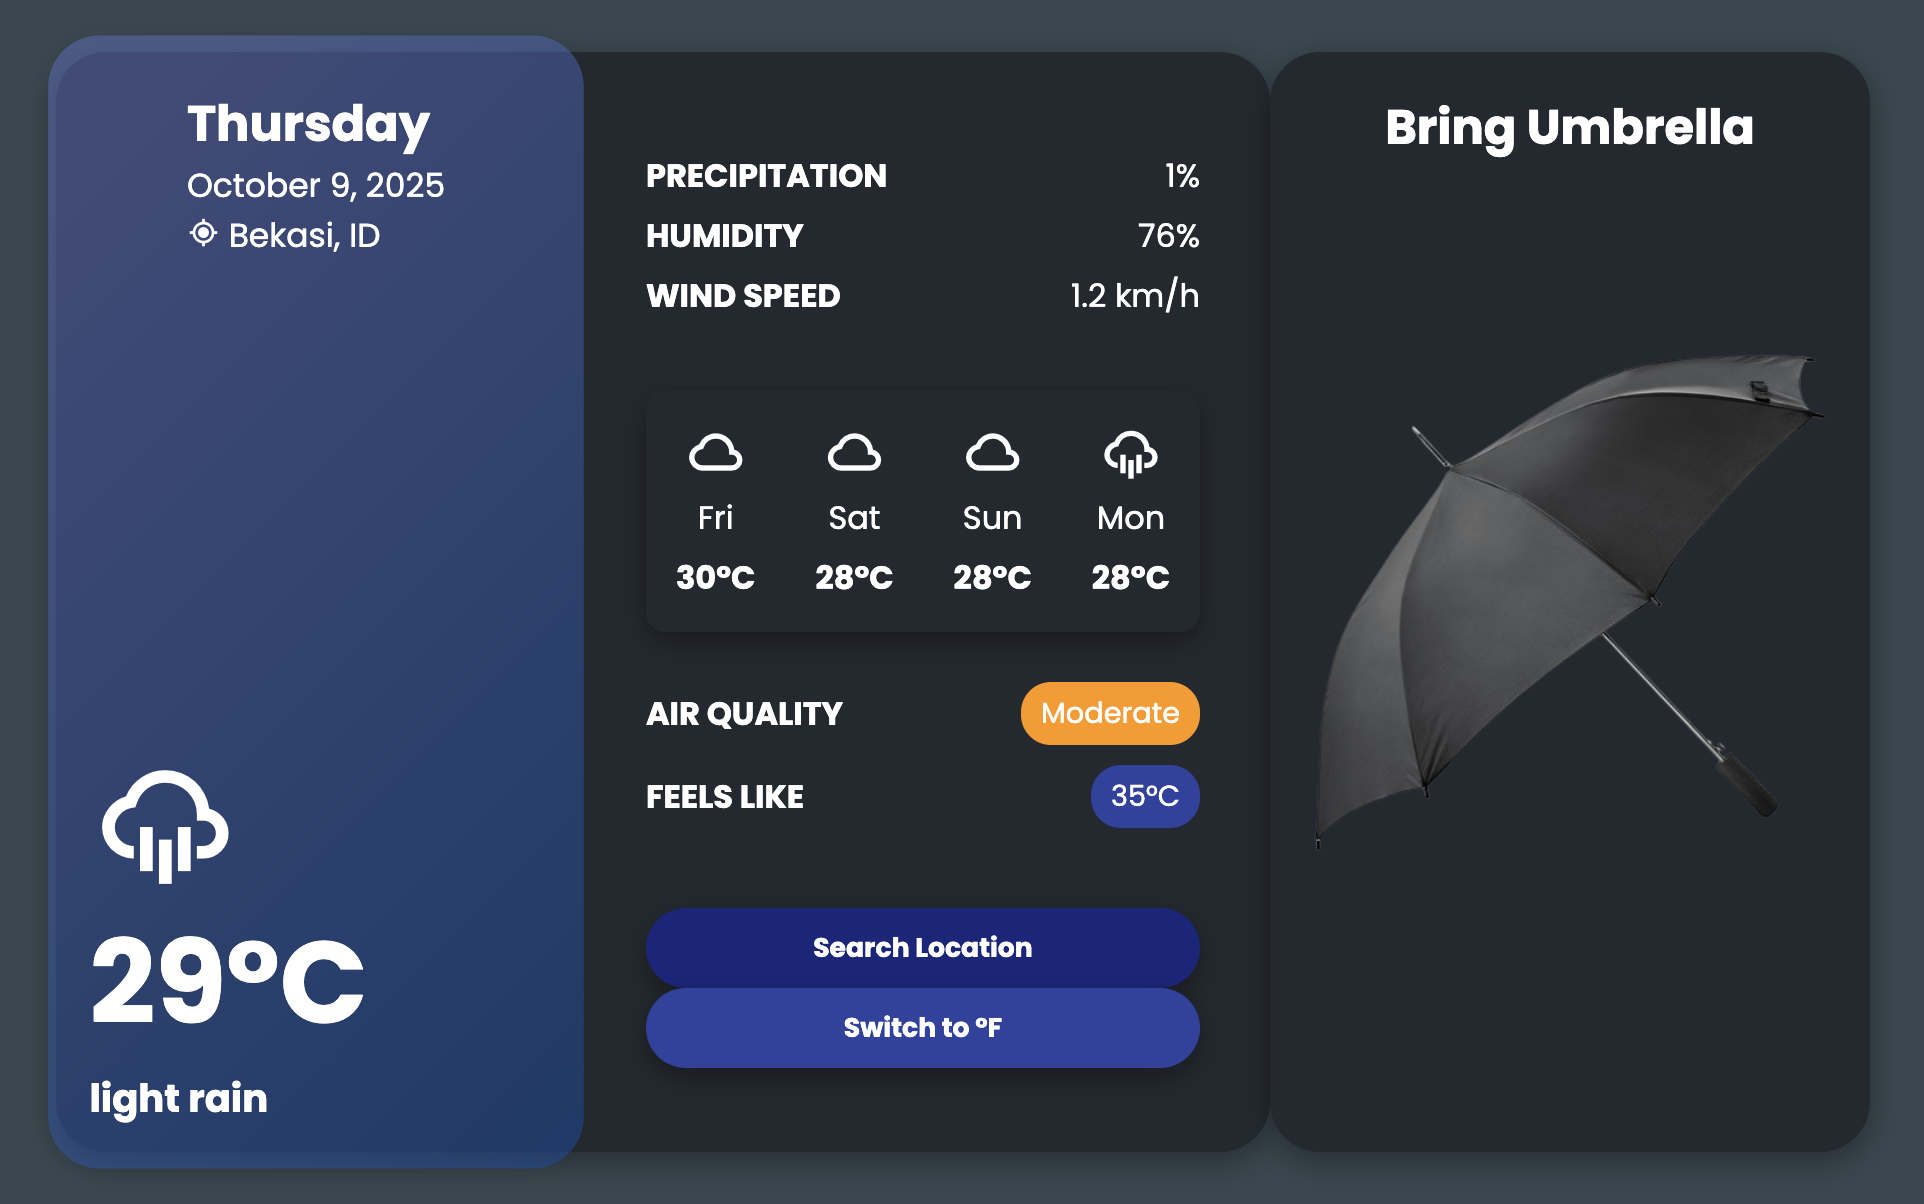 Thursday
October 9, 2025
Bekasi, ID
29°C
light rain
PRECIPITATION 1%
HUMIDITY 76%
WIND SPEED 1.2 km/h
Fri Sat Sun Mon
30°C 28°C 28°C 28°C
AIR QUALITY Moderate
FEELS LIKE 35°C
Search Location
Switch to °F
Bring Umbrella